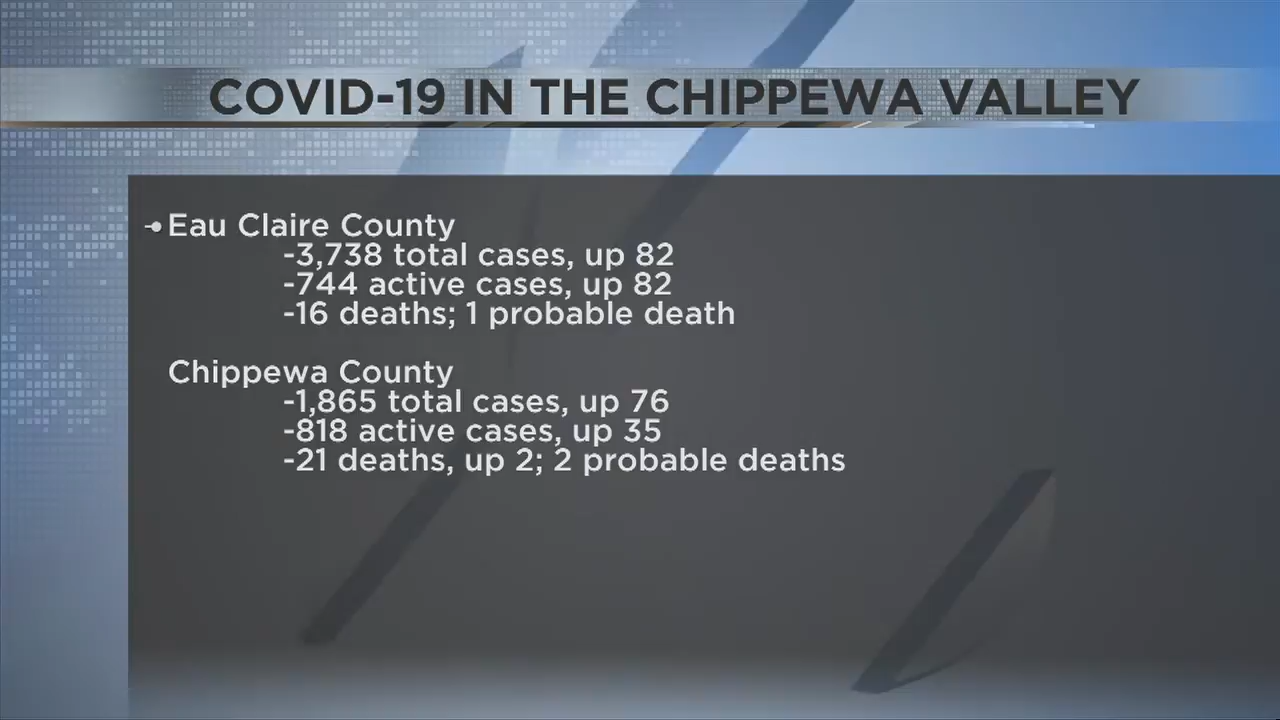 COVID-19 IN THE CHIPPEWA VALLEY
Eau Claire County
-3,738 total cases, up 82
-744 active cases, up 82
-16 deaths; 1 probable death
Chippewa County
-1,865 total cases, up 76
-818 active cases, up 35
-21 deaths, up 2; 2 probable deaths